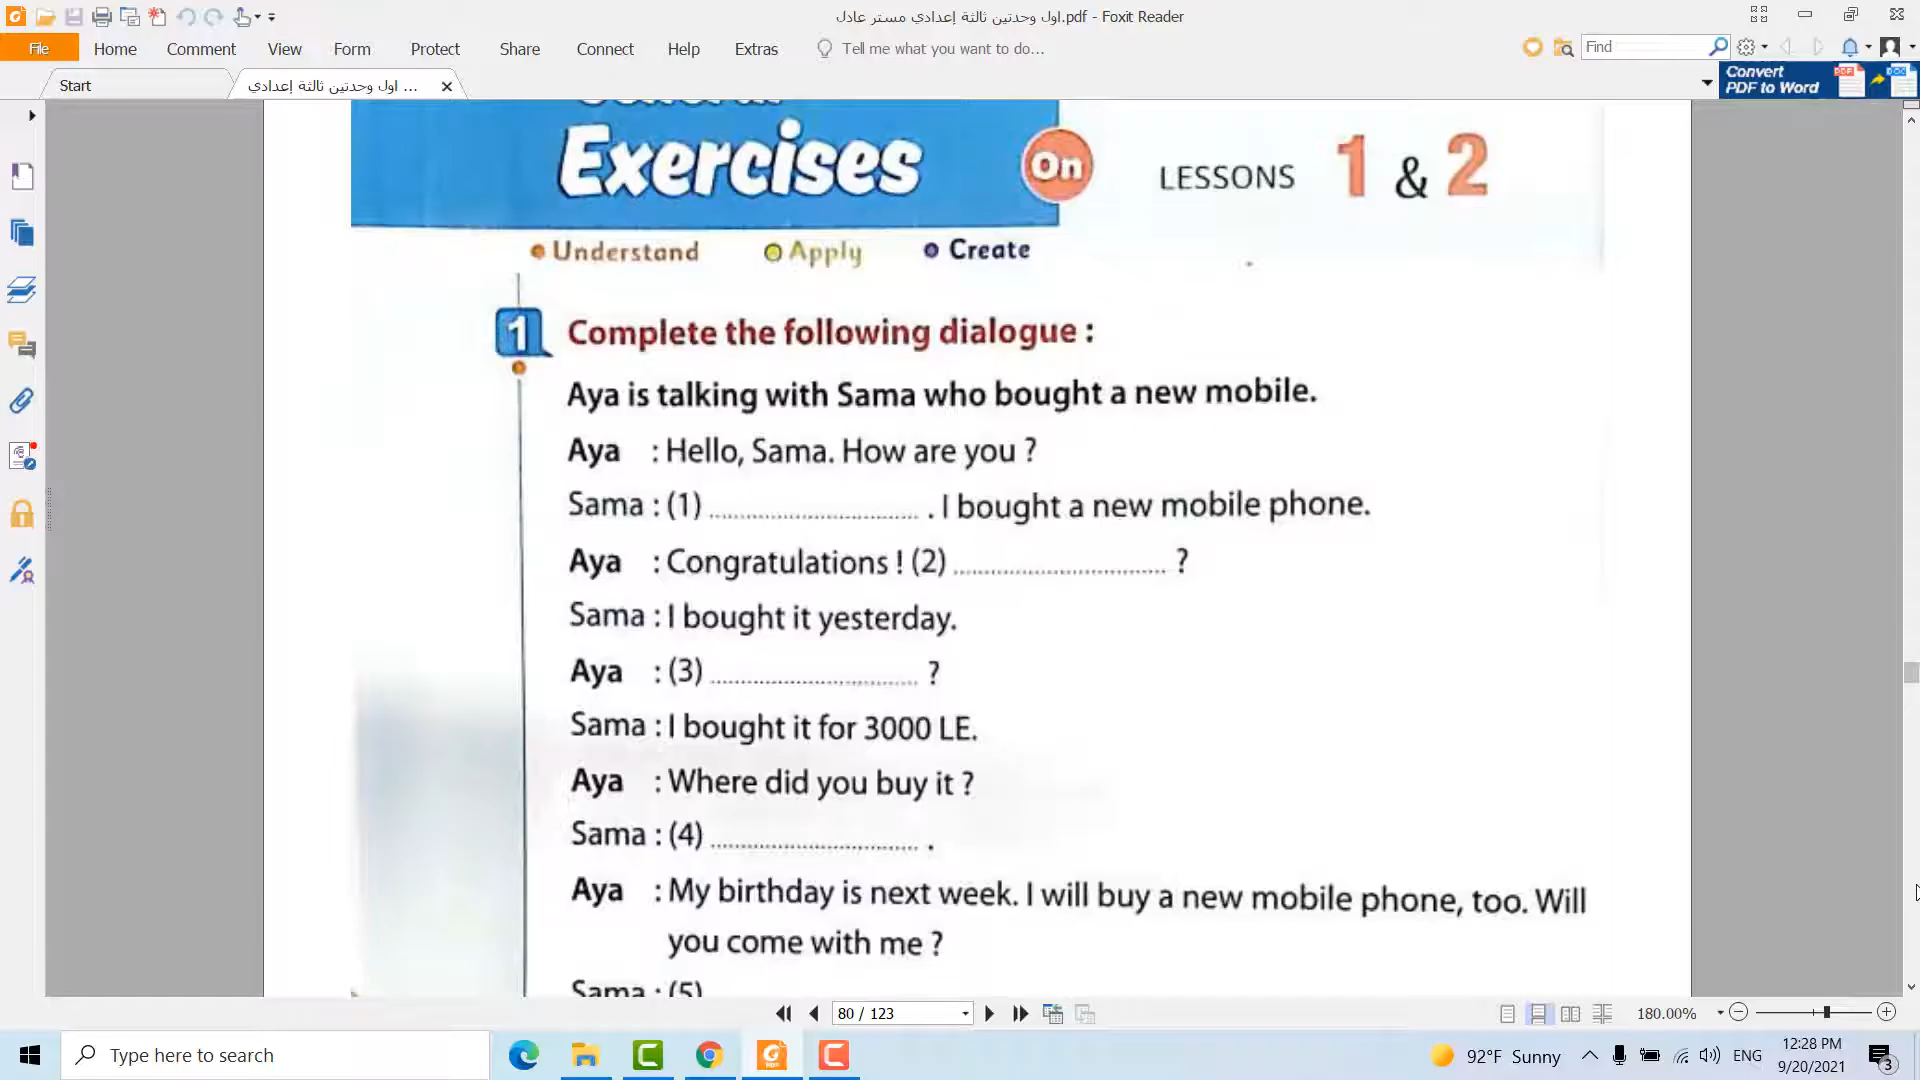 اول وحدتين ثالثة إعدادي مستر عادل.pdf - Foxit Reader
File Home Comment View Form Protect Share Connect Help Extras Tell me what you want to do... Find
Start اول وحدتين ثالثة إعدادي ...
Convert PDF to Word
Exercises On LESSONS 1 & 2
Understand Apply Create
1 Complete the following dialogue :
Aya is talking with Sama who bought a new mobile.
Aya : Hello, Sama. How are you ?
Sama : (1) ................................ . I bought a new mobile phone.
Aya : Congratulations ! (2) ................................ ?
Sama : I bought it yesterday.
Aya : (3) ................................ ?
Sama : I bought it for 3000 LE.
Aya : Where did you buy it ?
Sama : (4) ................................ .
Aya : My birthday is next week. I will buy a new mobile phone, too. Will
you come with me ?
Sama : (5)
80 / 123 180.00%
Type here to search 92°F Sunny ENG 12:28 PM
9/20/2021 3